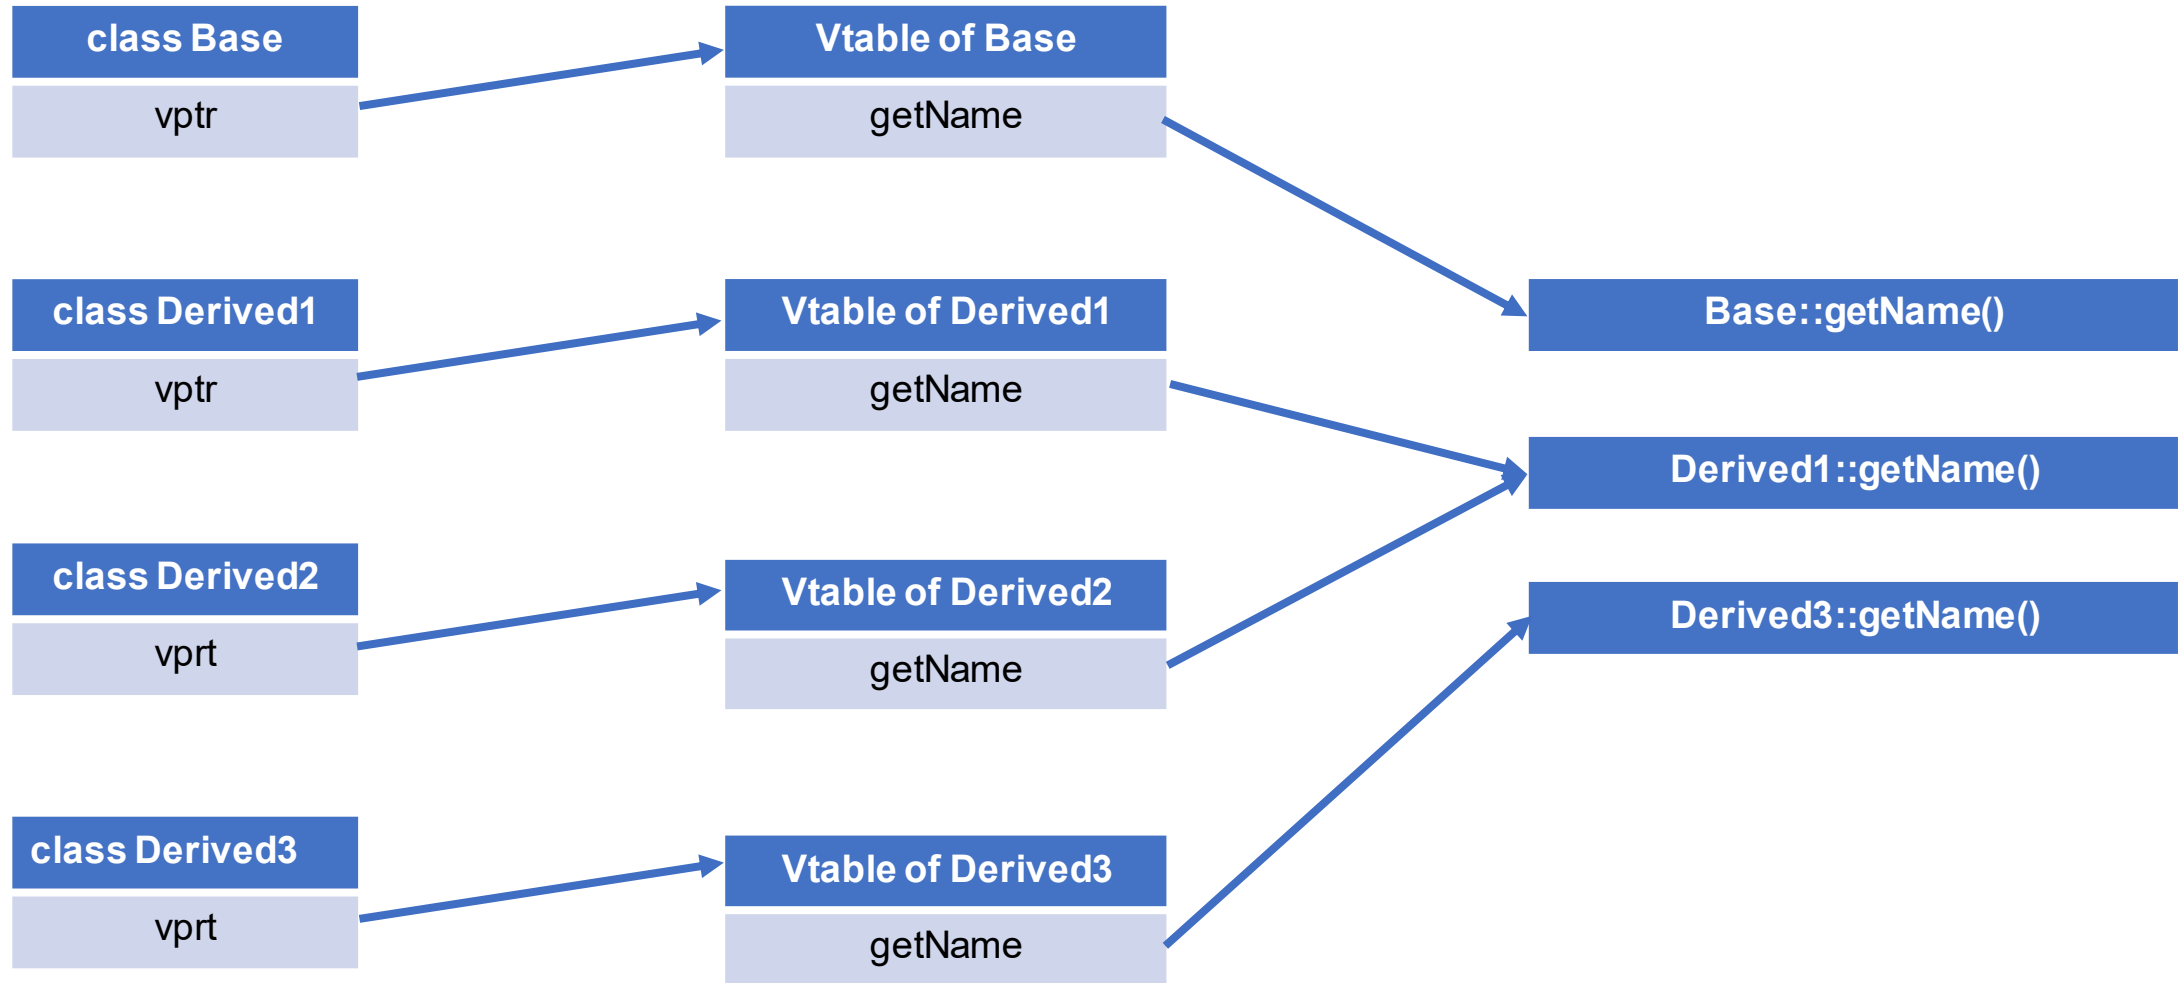 class Base
vptr
Vtable of Base
getName
class Derived1
vptr
Vtable of Derived1
getName
Base::getName()
Derived1::getName()
class Derived2
vprt
Vtable of Derived2
getName
Derived3::getName()
class Derived3
vprt
Vtable of Derived3
getName